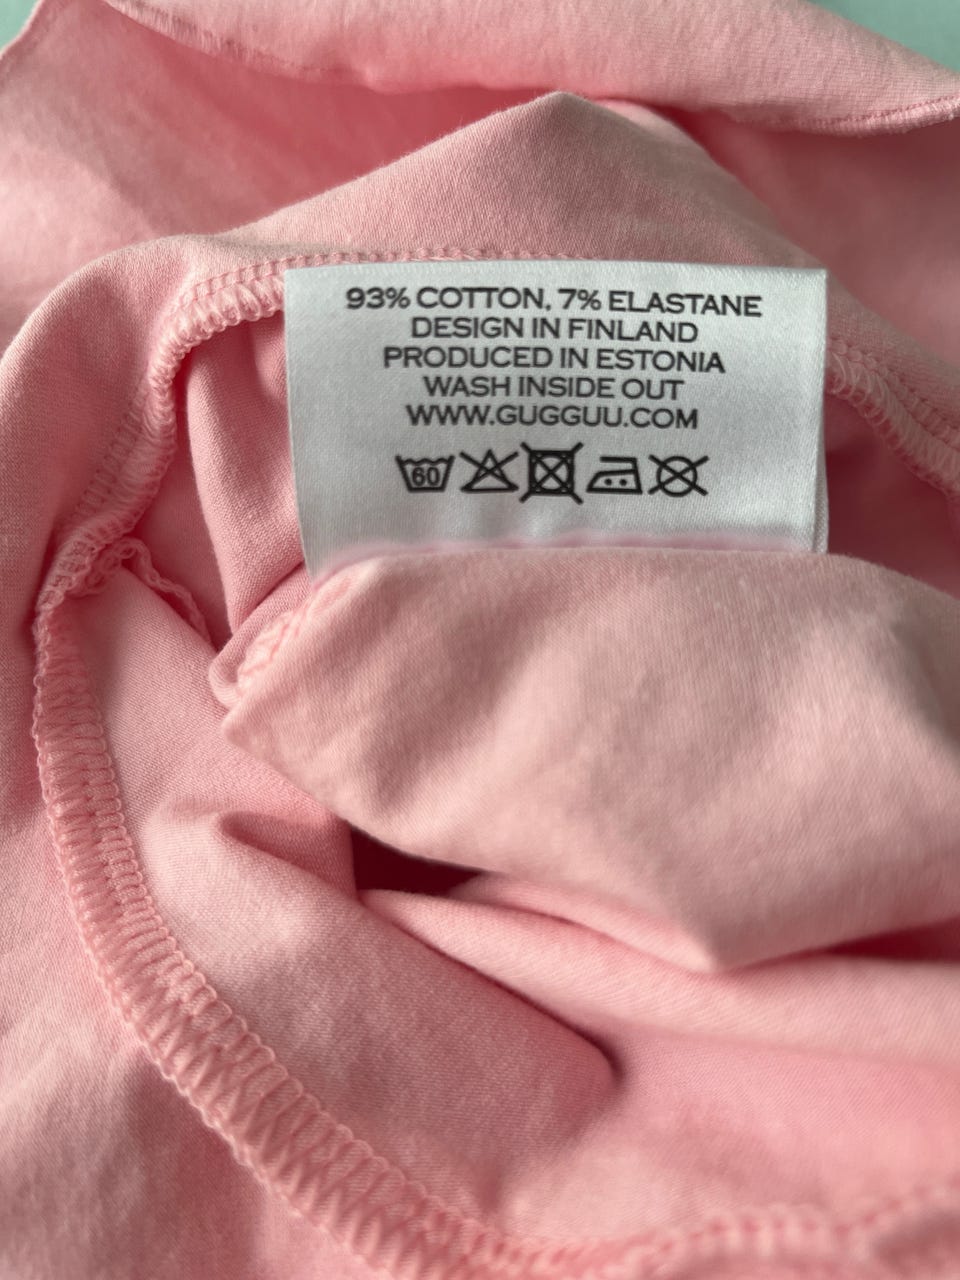 93% COTTON, 7% ELASTANE
DESIGN IN FINLAND
PRODUCED IN ESTONIA
WASH INSIDE OUT
WWW.GUGGUU.COM
60